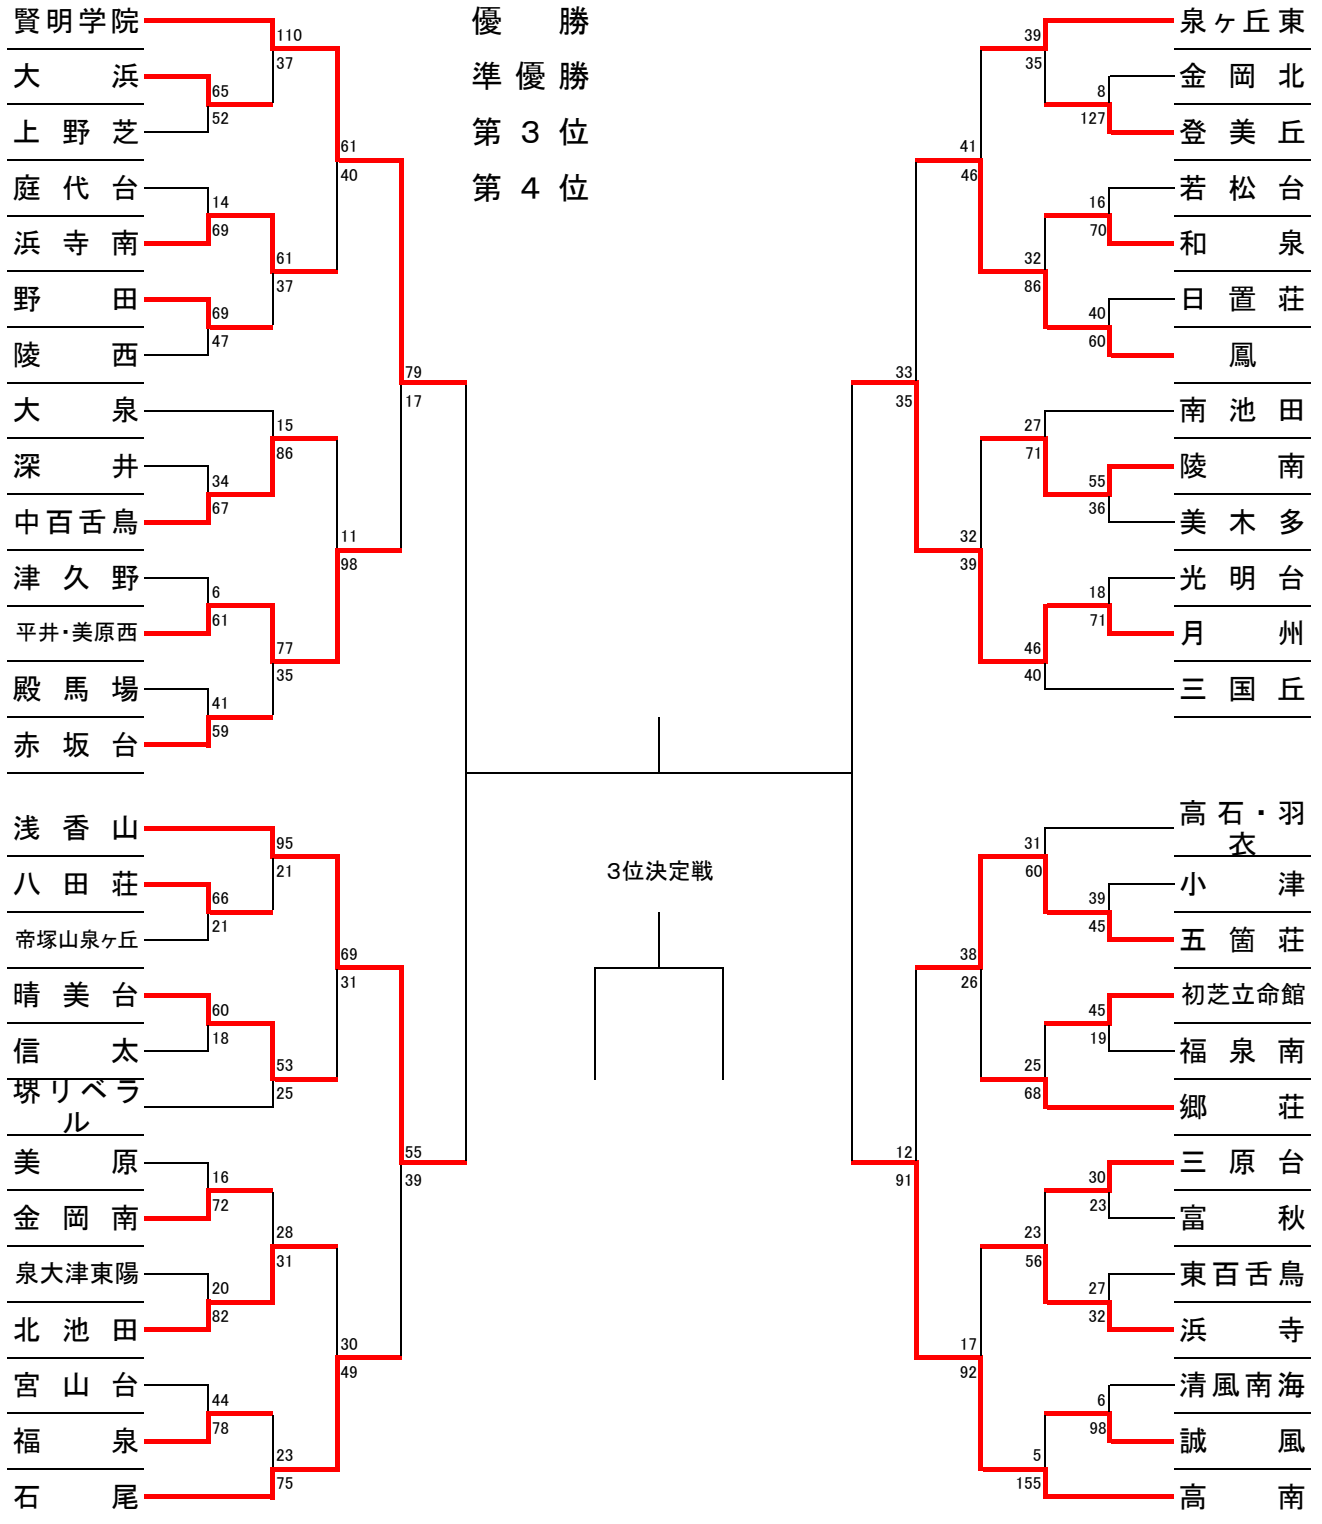 賢明学院
大浜
上野芝
庭代台
浜寺南
野田
陵西
大泉
深井
中百舌鳥
津久野
平井・美原西
殿馬場
赤坂台
浅香山
八田荘
帝塚山泉ヶ丘
晴美台
信太
堺リベラ
ル
美原
金岡南
泉大津東陽
北池田
宮山台
福泉
石尾
110
37
65
52
61
40
14
69
61
37
69
47
79
17
15
86
34
67
11
98
6
61
77
35
41
59
95
21
66
21
69
31
60
18
53
25
55
39
16
72
28
31
20
82
30
49
44
78
23
75
優勝
準優勝
第3位
第4位
3位決定戦
39
35
8
127
41
46
16
70
32
86
40
60
33
35
27
71
55
36
32
39
18
71
46
40
31
60
39
45
38
26
45
19
25
68
12
91
30
23
23
56
27
32
17
92
6
98
5
155
泉ヶ丘東
金岡北
登美丘
若松台
和泉
日置荘
鳳
南池田
陵南
美木多
光明台
月州
三国丘
高石・羽
衣
小津
五箇荘
初芝立命館
福泉南
郷荘
三原台
富秋
東百舌鳥
浜寺
清風南海
誠風
高南